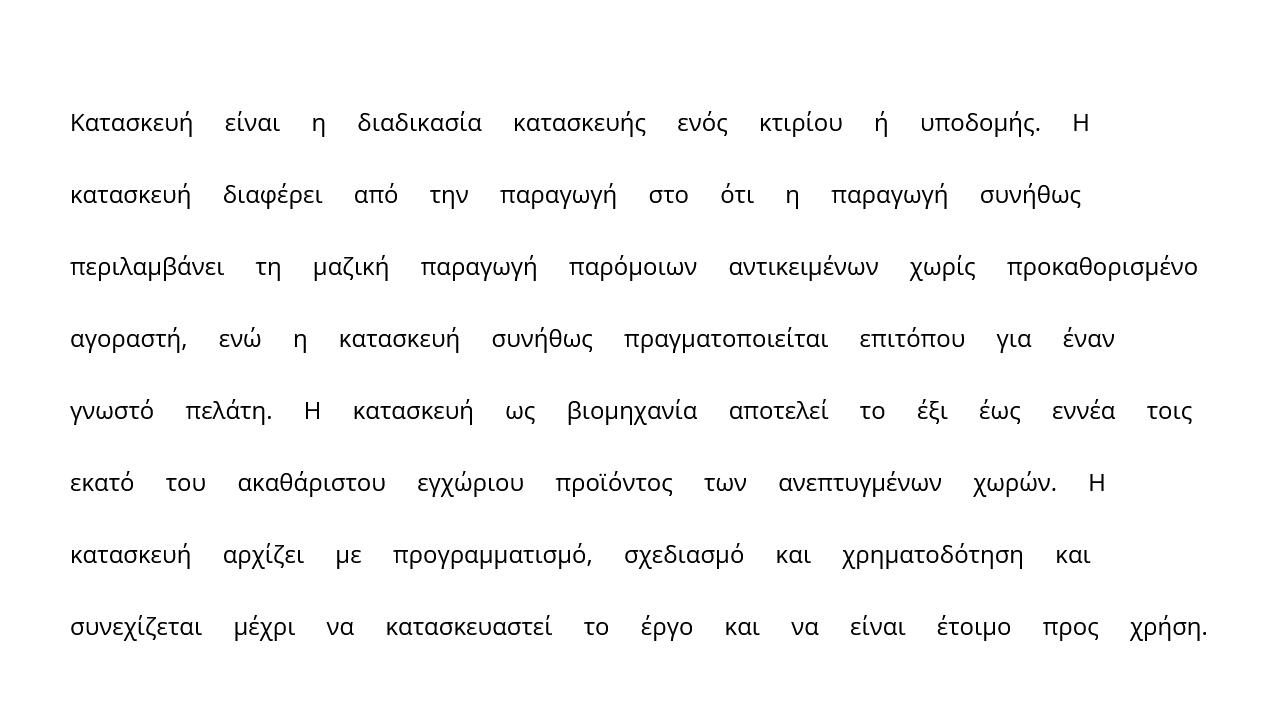 Κατασκευή είναι η διαδικασία κατασκευής ενός κτιρίου ή υποδομής. Η
κατασκευή διαφέρει από την παραγωγή στο ότι η παραγωγή συνήθως
περιλαμβάνει τη μαζική παραγωγή παρόμοιων αντικειμένων χωρίς προκαθορισμένο
αγοραστή, ενώ η κατασκευή συνήθως πραγματοποιείται επιτόπου για έναν
γνωστό πελάτη. Η κατασκευή ως βιομηχανία αποτελεί το έξι έως εννέα τοις
εκατό του ακαθάριστου εγχώριου προϊόντος των ανεπτυγμένων χωρών. Η
κατασκευή αρχίζει με προγραμματισμό, σχεδιασμό και χρηματοδότηση και
συνεχίζεται μέχρι να κατασκευαστεί το έργο και να είναι έτοιμο προς χρήση.